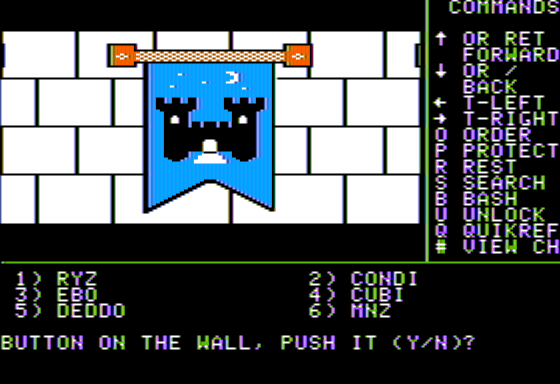 COMMANDS
↑ OR RET
FORWARD
↓ OR /
BACK
← T-LEFT
→ T-RIGHT
O ORDER
P PROTECT
R REST
S SEARCH
B BASH
U UNLOCK
Q QUIKREF
# VIEW CH
1) RYZ 2) CONDI
3) EBO 4) CUBI
5) DEDDO 6) MNZ
BUTTON ON THE WALL, PUSH IT (Y/N)?